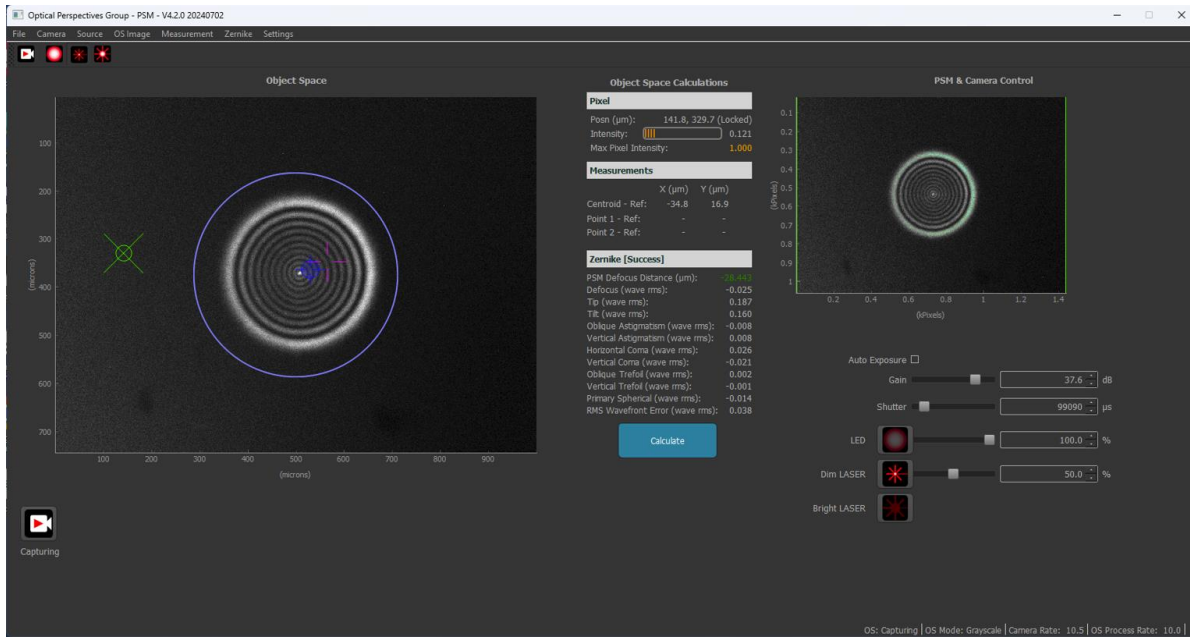 Optical Perspectives Group - PSM - V4.2.0 20240702
File Camera Source OS Image Measurement Zernike Settings
Object Space
100
200
300
400
500
600
700
(microns)
100 200 300 400 500 600 700 800 900
(microns)
Capturing
Object Space Calculations
Pixel
Posn (µm): 141.8, 329.7 (Locked)
Intensity: 0.121
Max Pixel Intensity: 1.000
Measurements
X (µm) Y (µm)
Centroid - Ref: -34.8 16.9
Point 1 - Ref: - -
Point 2 - Ref: - -
Zernike [Success]
PSM Defocus Distance (µm): -28.443
Defocus (wave rms): -0.025
Tip (wave rms): 0.187
Tilt (wave rms): 0.160
Oblique Astigmatism (wave rms): -0.008
Vertical Astigmatism (wave rms): 0.008
Horizontal Coma (wave rms): 0.026
Vertical Coma (wave rms): -0.021
Oblique Trefoil (wave rms): 0.002
Vertical Trefoil (wave rms): -0.001
Primary Spherical (wave rms): -0.014
RMS Wavefront Error (wave rms): 0.038
Calculate
PSM & Camera Control
0.1
0.2
0.3
0.4
0.5
0.6
0.7
0.8
0.9
1
(kPixels)
0.2 0.4 0.6 0.8 1 1.2 1.4
(kPixels)
Auto Exposure
Gain 37.6 dB
Shutter 99090 µs
LED 100.0 %
Dim LASER 50.0 %
Bright LASER
OS: Capturing | OS Mode: Grayscale | Camera Rate: 10.5 | OS Process Rate: 10.0 |